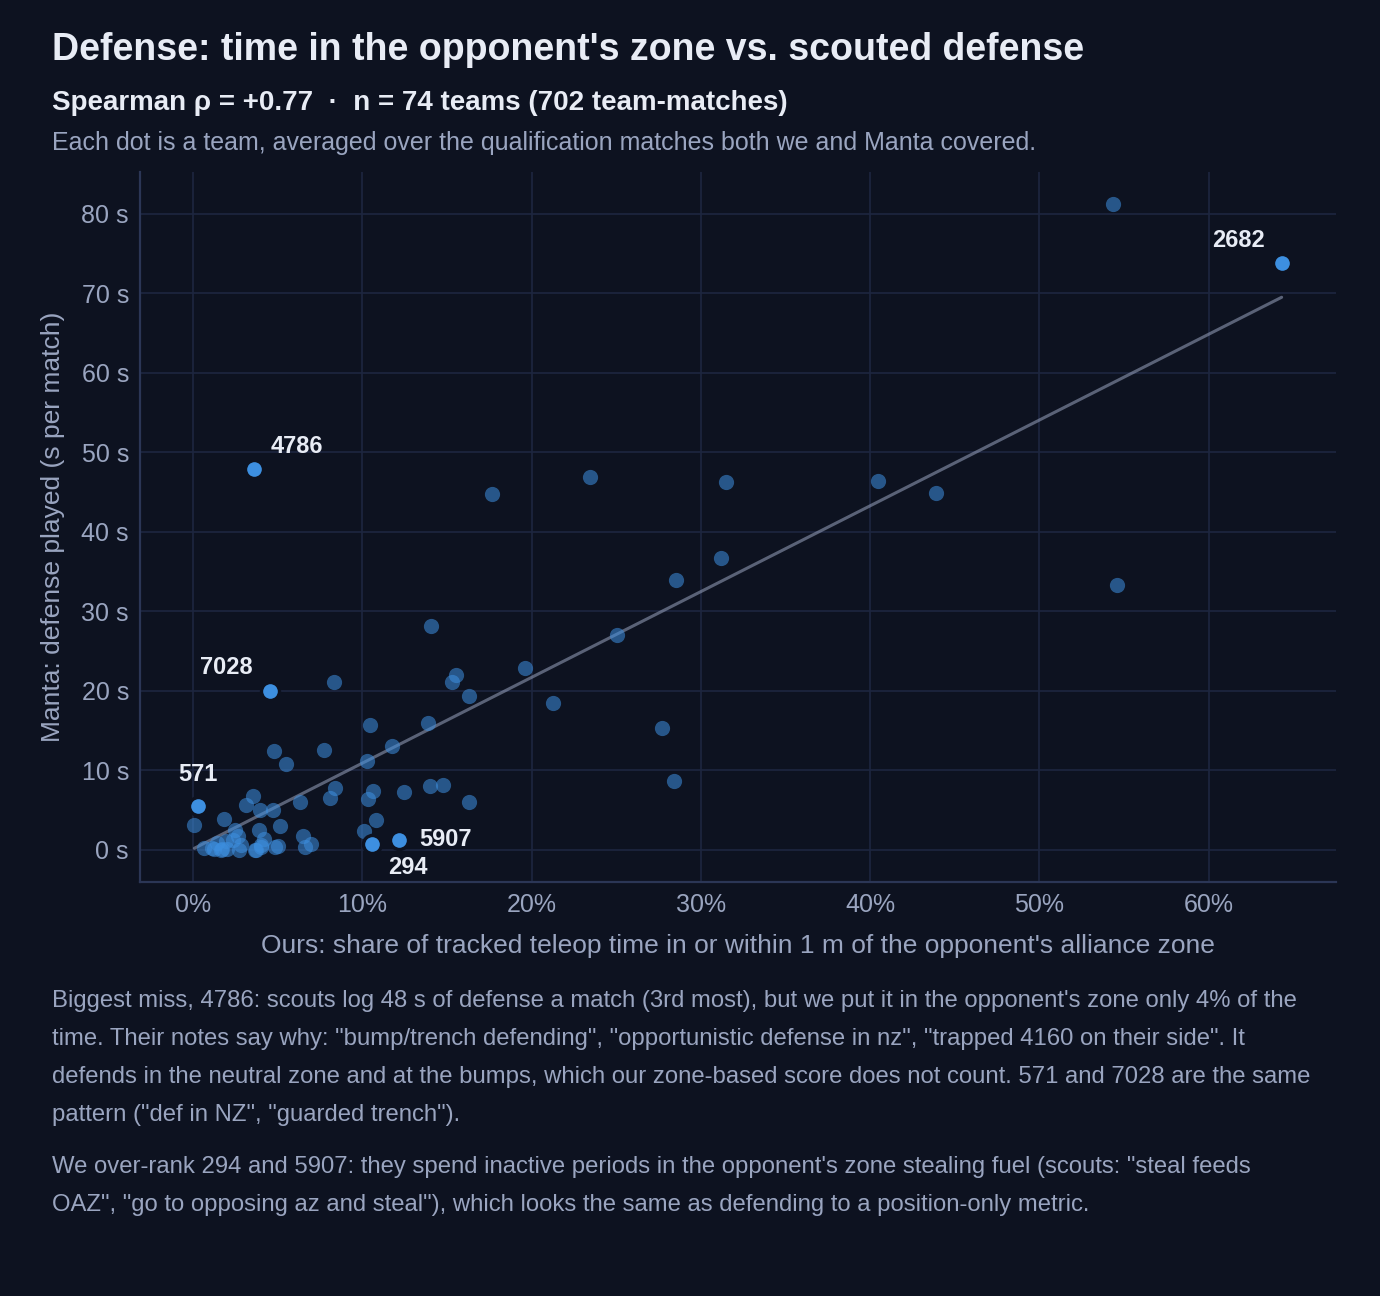 Defense: time in the opponent's zone vs. scouted defense
Spearman ρ = +0.77 · n = 74 teams (702 team-matches)
Each dot is a team, averaged over the qualification matches both we and Manta covered.
Manta: defense played (s per match)
80 s
70 s
60 s
50 s
40 s
30 s
20 s
10 s
0 s
2682
4786
7028
571
5907
294
0%
10%
20%
30%
40%
50%
60%
Ours: share of tracked teleop time in or within 1 m of the opponent's alliance zone
Biggest miss, 4786: scouts log 48 s of defense a match (3rd most), but we put it in the opponent's zone only 4% of the
time. Their notes say why: "bump/trench defending", "opportunistic defense in nz", "trapped 4160 on their side". It
defends in the neutral zone and at the bumps, which our zone-based score does not count. 571 and 7028 are the same
pattern ("def in NZ", "guarded trench").
We over-rank 294 and 5907: they spend inactive periods in the opponent's zone stealing fuel (scouts: "steal feeds
OAZ", "go to opposing az and steal"), which looks the same as defending to a position-only metric.